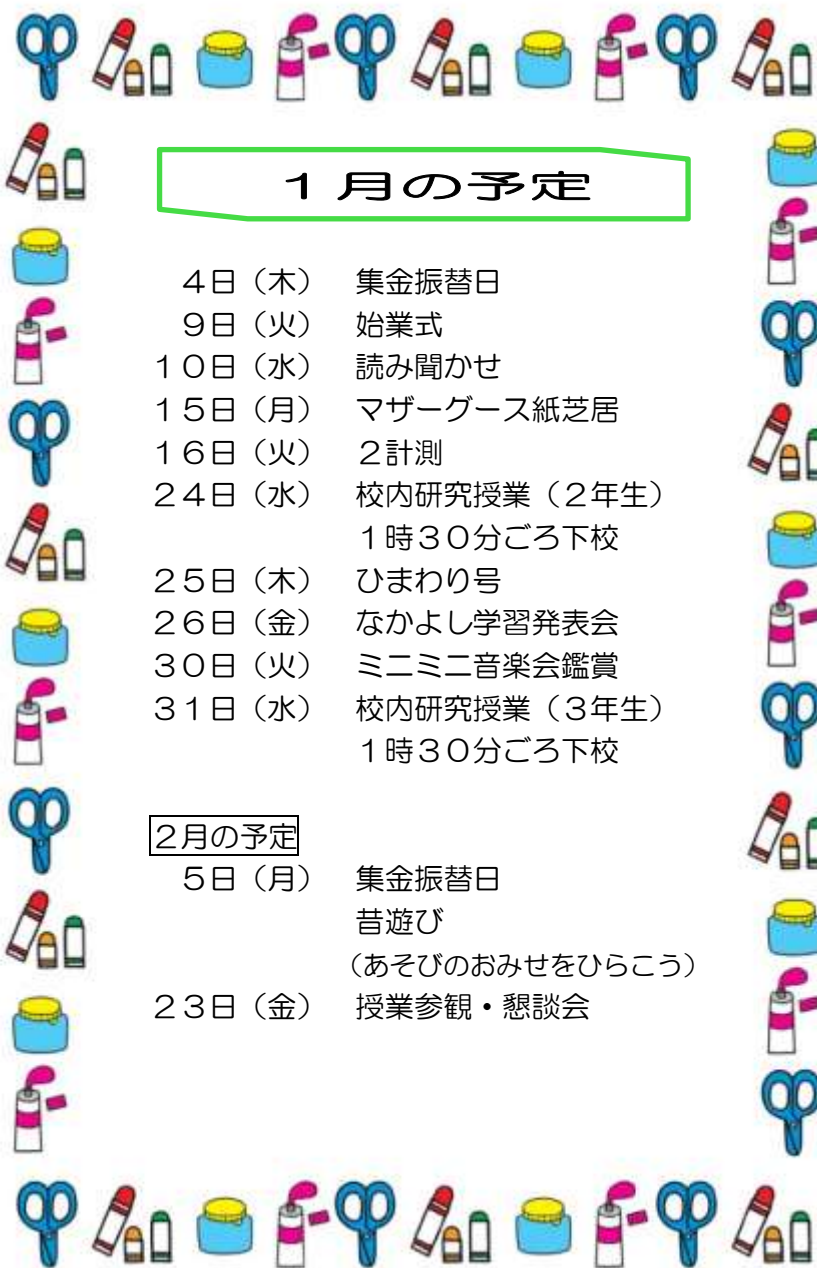 １月の予定
４日（木）　集金振替日
９日（火）　始業式
１０日（水）　読み聞かせ
１５日（月）　マザーグース紙芝居
１６日（火）　２計測
２４日（水）　校内研究授業（２年生）
１時３０分ごろ下校
２５日（木）　ひまわり号
２６日（金）　なかよし学習発表会
３０日（火）　ミニミニ音楽会鑑賞
３１日（水）　校内研究授業（３年生）
１時３０分ごろ下校
２月の予定
５日（月）　集金振替日
昔遊び
（あそびのおみせをひらこう）
２３日（金）　授業参観・懇談会